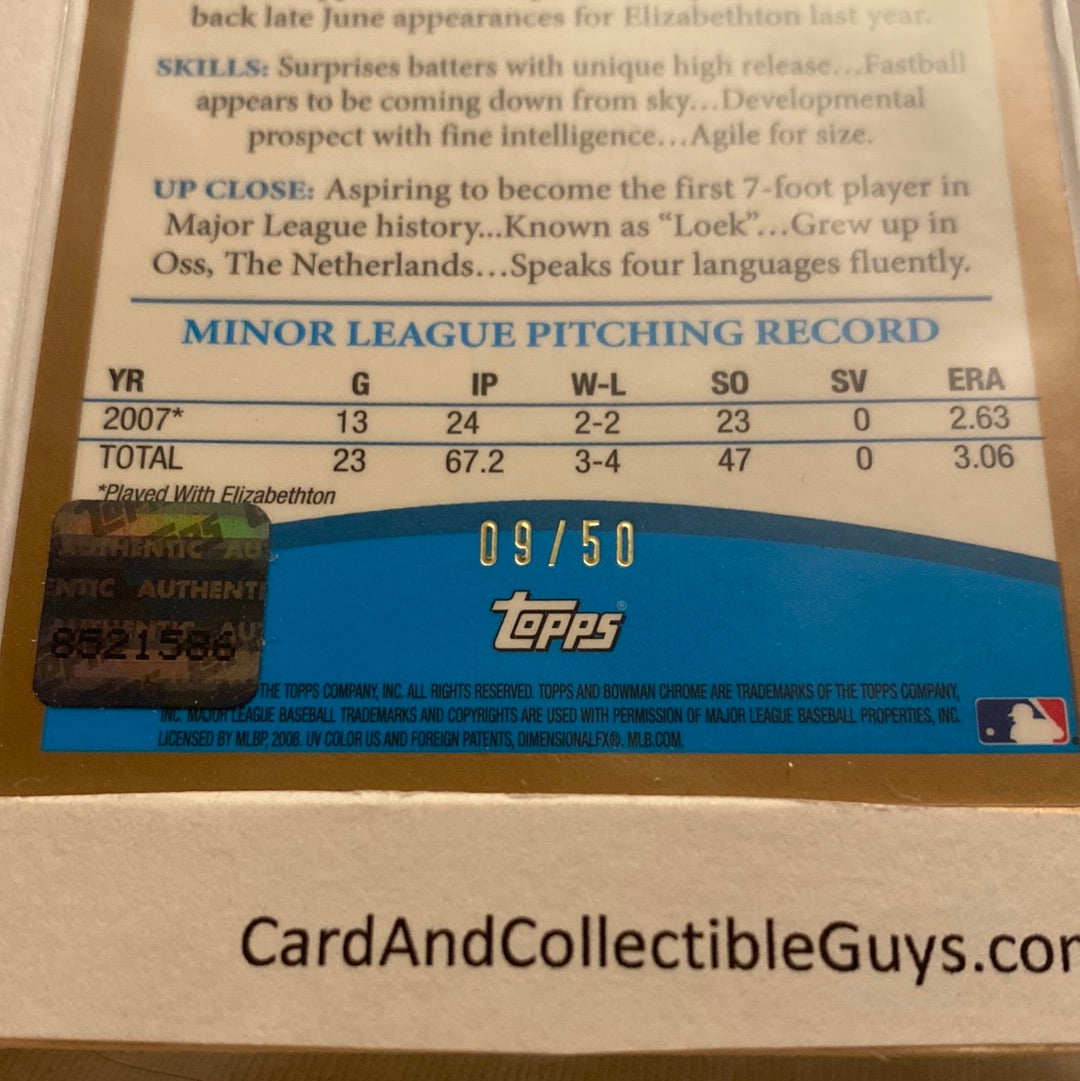 back late June appearances for Elizabethton last year.
SKILLS: Surprises batters with unique high release...Fastball
appears to be coming down from sky...Developmental
prospect with fine intelligence...Agile for size.
UP CLOSE: Aspiring to become the first 7-foot player in
Major League history...Known as “Loek”...Grew up in
Oss, The Netherlands...Speaks four languages fluently.
MINOR LEAGUE PITCHING RECORD
YR G IP W-L SO SV ERA
2007* 13 24 2-2 23 0 2.63
TOTAL 23 67.2 3-4 47 0 3.06
*Played With Elizabethton
09/50
TOPPS
AUTHENTIC AU
ENTIC AUTHENTI
AUTHENTIC AU
8521586
topps®
THE TOPPS COMPANY, INC. ALL RIGHTS RESERVED. TOPPS AND BOWMAN CHROME ARE TRADEMARKS OF THE TOPPS COMPANY,
INC. MAJOR LEAGUE BASEBALL TRADEMARKS AND COPYRIGHTS ARE USED WITH PERMISSION OF MAJOR LEAGUE BASEBALL PROPERTIES, INC.
LICENSED BY MLBP, 2008. UV COLOR US AND FOREIGN PATENTS, DIMENSIONALFX®. MLB.COM.
CardAndCollectibleGuys.com